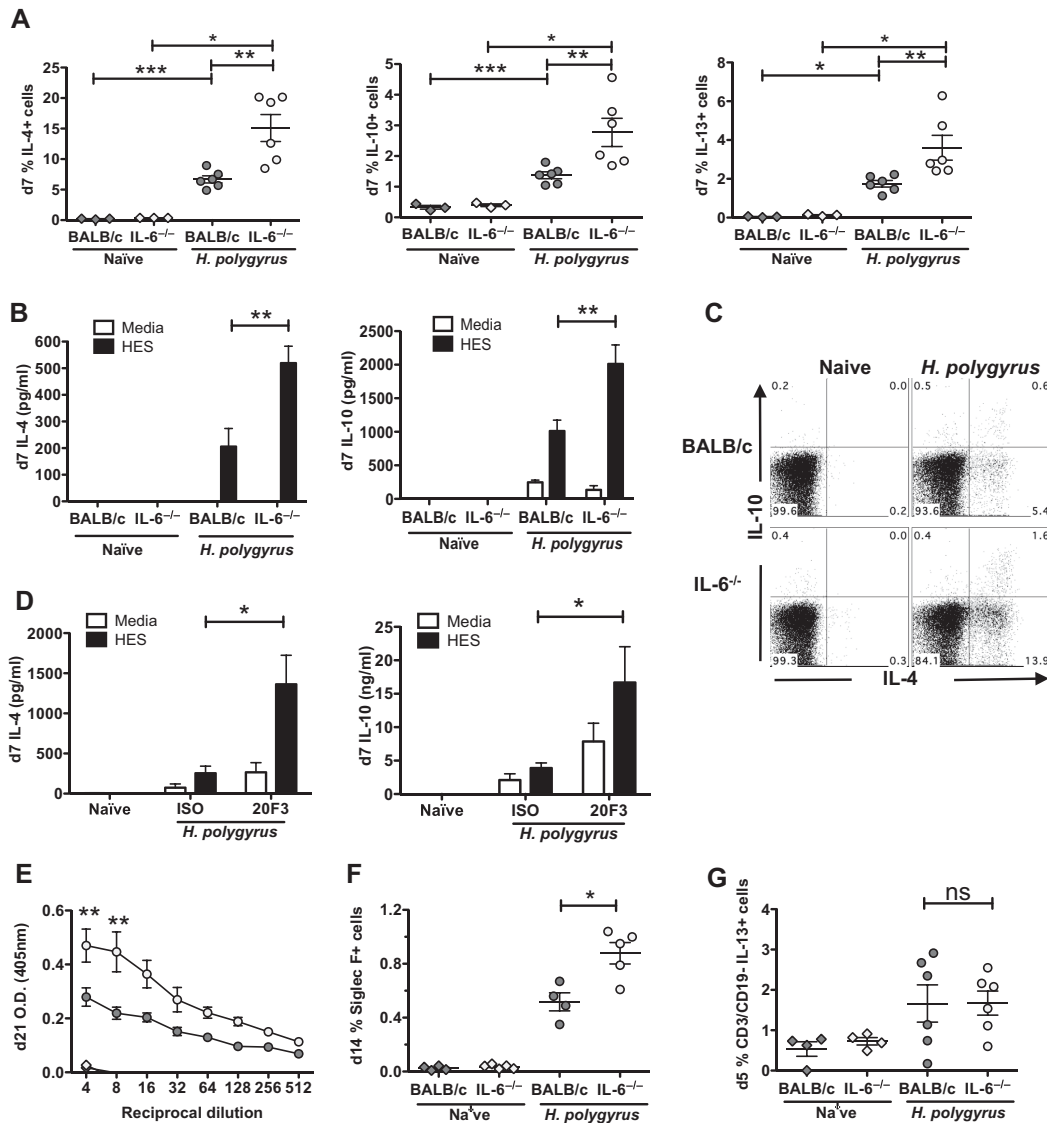 A
* 
*** **
d7 % IL-4+ cells
25
20
15
10
5
0
BALB/c IL-6–/– BALB/c IL-6–/–
Naïve H. polygyrus
*
*** **
d7 % IL-10+ cells
5
4
3
2
1
0
BALB/c IL-6–/– BALB/c IL-6–/–
Naïve H. polygyrus
*
* **
d7 % IL-13+ cells
8
6
4
2
0
BALB/c IL-6–/– BALB/c IL-6–/–
Naïve H. polygyrus
B
Media
HES
**
d7 IL-4 (pg/ml)
600
500
400
300
200
100
0
BALB/c IL-6–/– BALB/c IL-6–/–
Naïve H. polygyrus
Media
HES
**
d7 IL-10 (pg/ml)
2500
2000
1500
1000
500
0
BALB/c IL-6–/– BALB/c IL-6–/–
Naïve H. polygyrus
C
Naive H. polygyrus
BALB/c
IL-6-/-
IL-10
0.2 0.0 0.5 0.6
99.6 0.2 93.6 5.4
0.4 0.0 0.4 1.6
99.3 0.3 84.1 13.9
IL-4
D
Media
HES
*
d7 IL-4 (pg/ml)
2000
1500
1000
500
0
Naïve ISO 20F3
H. polygyrus
Media
HES
*
d7 IL-10 (ng/ml)
25
20
15
10
5
0
Naïve ISO 20F3
H. polygyrus
E
** **
d21 O.D. (405nm)
0.6
0.4
0.2
0.0
4 8 16 32 64 128 256 512
Reciprocal dilution
F
*
d14 % Siglec F+ cells
1.2
0.8
0.4
0.0
BALB/c IL-6–/– BALB/c IL-6–/–
Naïve H. polygyrus
G
ns
d5 % CD3/CD19- IL-13+ cells
4
3
2
1
0
BALB/c IL-6–/– BALB/c IL-6–/–
Naïve H. polygyrus